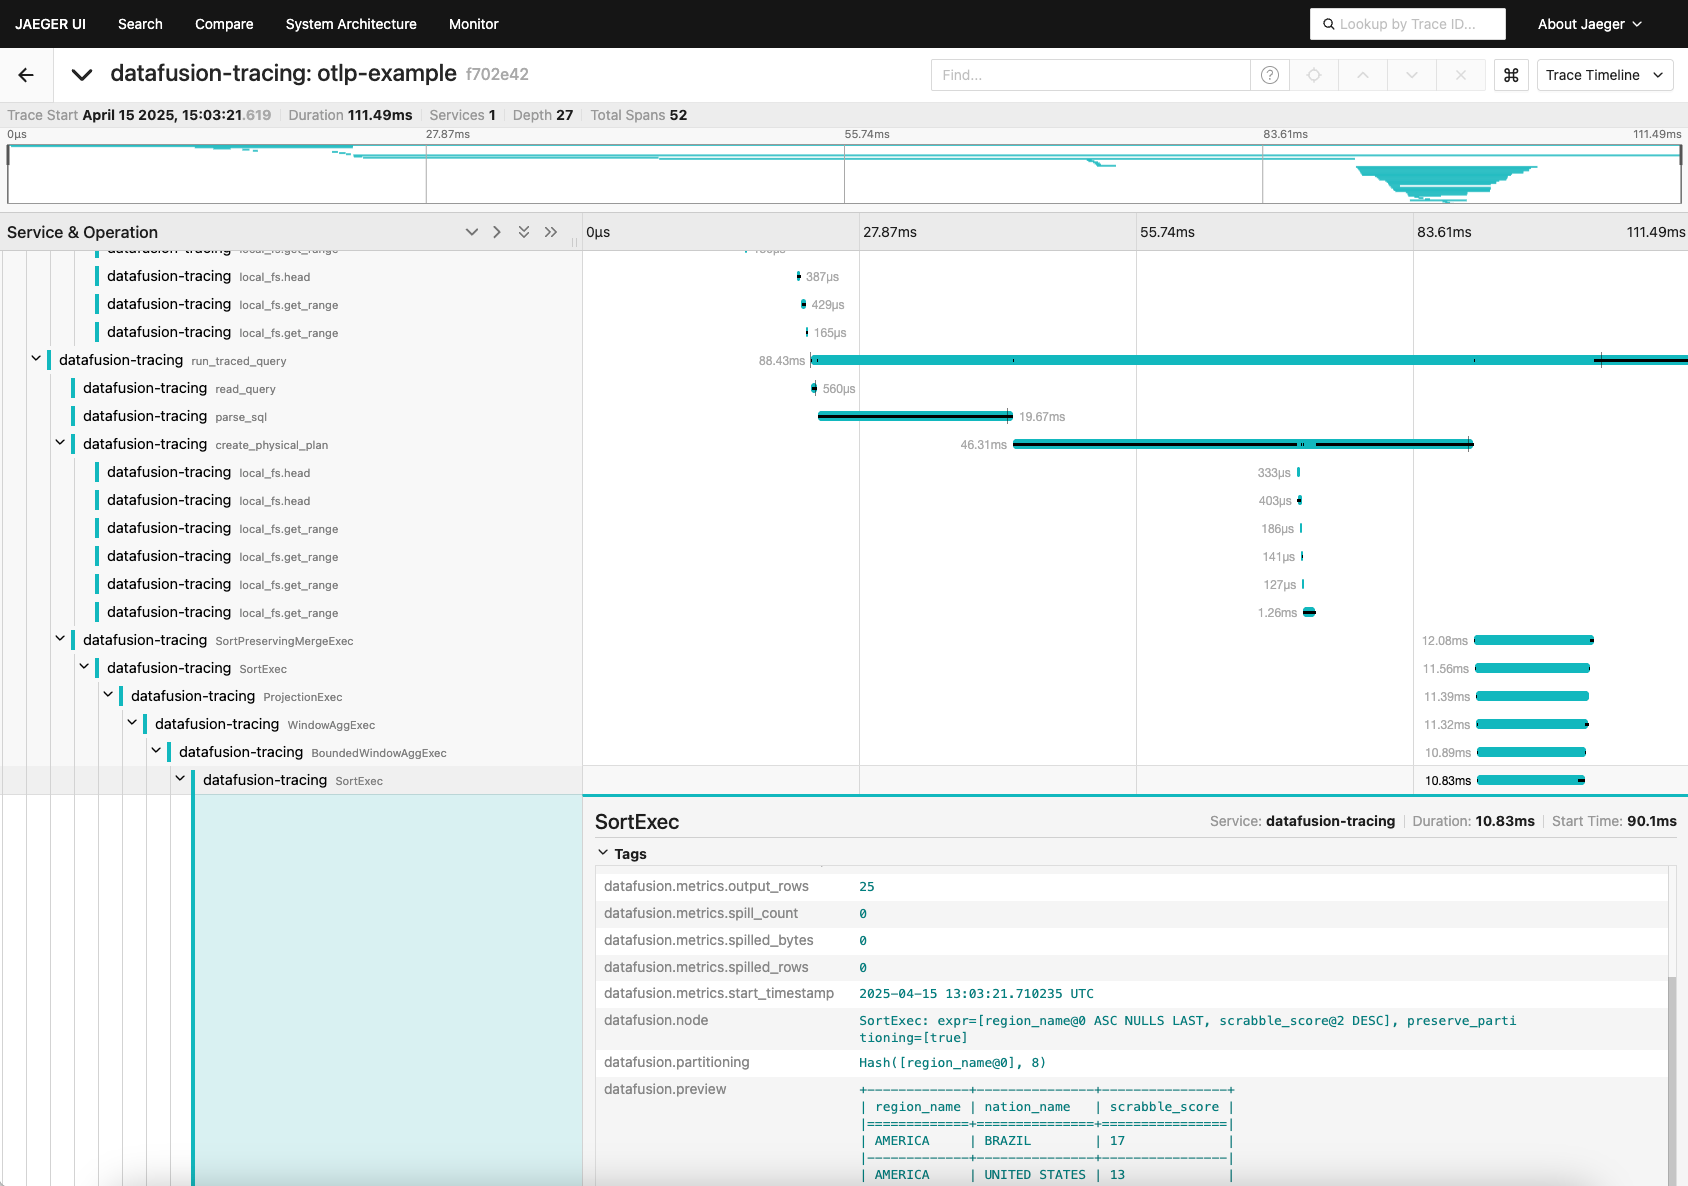 JAEGER UI Search Compare System Architecture Monitor Lookup by Trace ID... About Jaeger
datafusion-tracing: otlp-example f702e42 Find... ? ⌘ Trace Timeline
Trace Start April 15 2025, 15:03:21.619 Duration 111.49ms Services 1 Depth 27 Total Spans 52
0μs 27.87ms 55.74ms 83.61ms 111.49ms
Service & Operation 0μs 27.87ms 55.74ms 83.61ms 111.49ms
datafusion-tracing local_fs.get_range
datafusion-tracing local_fs.head 387μs
datafusion-tracing local_fs.get_range 429μs
datafusion-tracing local_fs.get_range 165μs
datafusion-tracing run_traced_query 88.43ms
datafusion-tracing read_query 560μs
datafusion-tracing parse_sql 19.67ms
datafusion-tracing create_physical_plan 46.31ms
datafusion-tracing local_fs.head 333μs
datafusion-tracing local_fs.head 403μs
datafusion-tracing local_fs.get_range 186μs
datafusion-tracing local_fs.get_range 141μs
datafusion-tracing local_fs.get_range 127μs
datafusion-tracing local_fs.get_range 1.26ms
datafusion-tracing SortPreservingMergeExec 12.08ms
datafusion-tracing SortExec 11.56ms
datafusion-tracing ProjectionExec 11.39ms
datafusion-tracing WindowAggExec 11.32ms
datafusion-tracing BoundedWindowAggExec 10.89ms
datafusion-tracing SortExec 10.83ms
SortExec Service: datafusion-tracing Duration: 10.83ms Start Time: 90.1ms
Tags
datafusion.metrics.output_rows 25
datafusion.metrics.spill_count 0
datafusion.metrics.spilled_bytes 0
datafusion.metrics.spilled_rows 0
datafusion.metrics.start_timestamp 2025-04-15 13:03:21.710235 UTC
datafusion.node SortExec: expr=[region_name@0 ASC NULLS LAST, scrabble_score@2 DESC], preserve_parti
tioning=[true]
datafusion.partitioning Hash([region_name@0], 8)
datafusion.preview +-------------+---------------+----------------+
| region_name | nation_name   | scrabble_score |
|=============+===============+================|
| AMERICA     | BRAZIL        | 17             |
|-------------+---------------+----------------|
| AMERICA     | UNITED STATES | 13             |